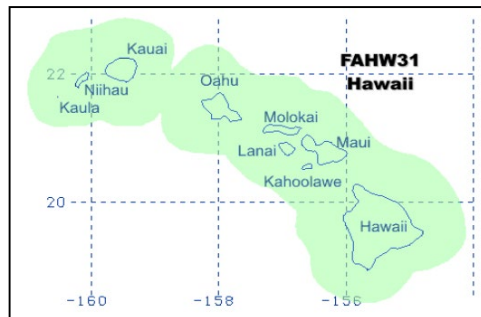 FAHW31
Hawaii
Kauai
22
Niihau
Kaula
Oahu
Molokai
Lanai
Maui
Kahoolawe
20
Hawaii
-160
-158
-156